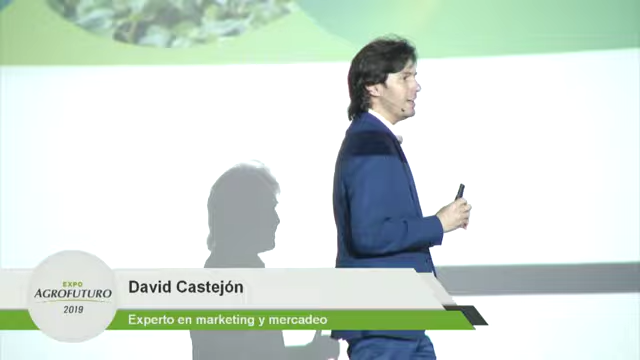 EXPO
AGROFUTURO
2019
David Castejón
Experto en marketing y mercadeo